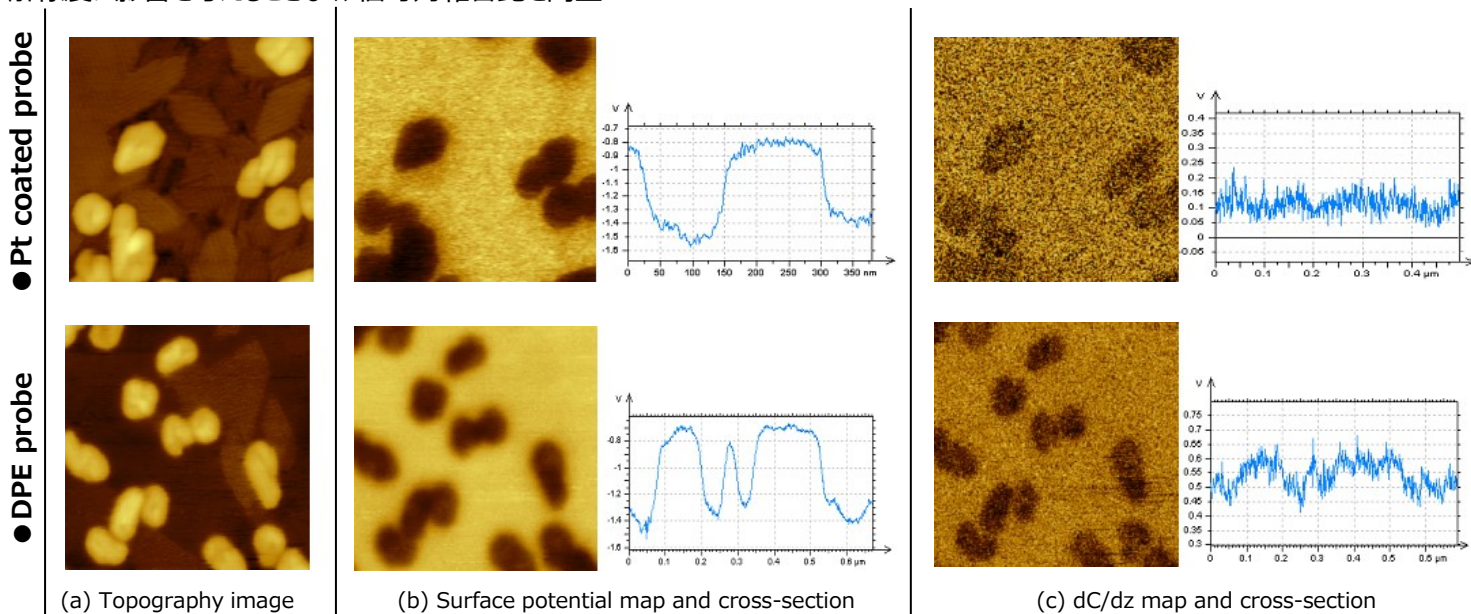 ● Pt coated probe
V
-0.7
-0.8
-0.9
-1
-1.1
-1.2
-1.3
-1.4
-1.5
-1.6
0 50 100 150 200 250 300 350 nm
V
0.4
0.35
0.3
0.25
0.2
0.15
0.1
0.05
0
-0.05
0 0.1 0.2 0.3 0.4 µm
● DPE probe
V
-0.8
-1
-1.2
-1.4
-1.6
0 0.1 0.2 0.3 0.4 0.5 0.6 µm
V
0.75
0.7
0.65
0.6
0.55
0.5
0.45
0.4
0.35
0.3
0 0.1 0.2 0.3 0.4 0.5 µm
(a) Topography image
(b) Surface potential map and cross-section
(c) dC/dz map and cross-section